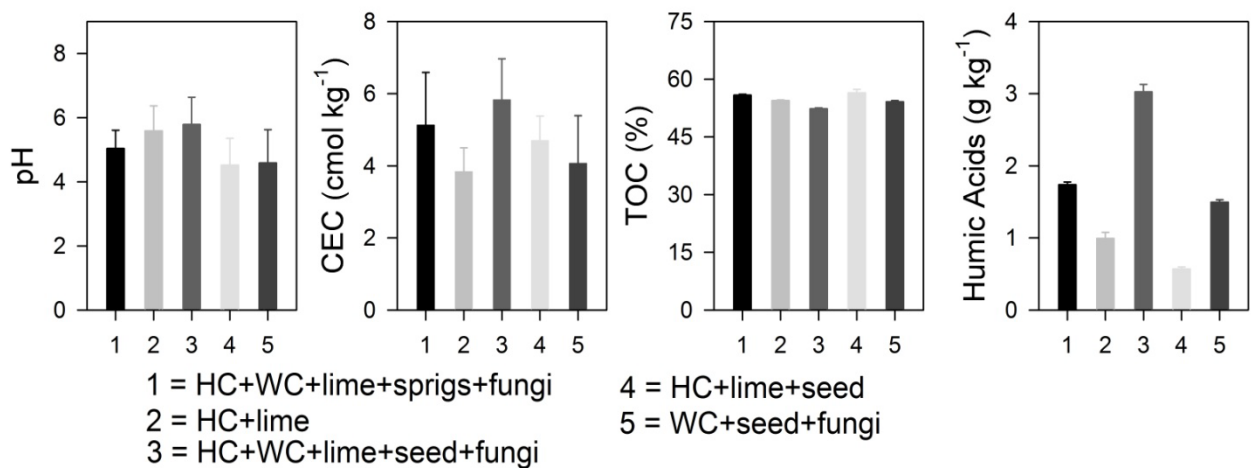 pH
8
6
4
2
0
1 2 3 4 5
CEC (cmol kg⁻¹)
8
6
4
2
0
1 2 3 4 5
TOC (%)
75
60
45
30
15
0
1 2 3 4 5
Humic Acids (g kg⁻¹)
4
3
2
1
0
1 2 3 4 5
1 = HC+WC+lime+sprigs+fungi
2 = HC+lime
3 = HC+WC+lime+seed+fungi
4 = HC+lime+seed
5 = WC+seed+fungi